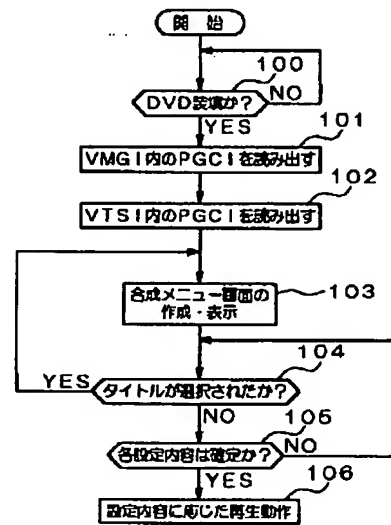 開始
100
DVD装填か?
NO
YES
101
VMGI内のPGCIを読み出す
102
VTSI内のPGCIを読み出す
合成メニュー画面の
作成・表示
103
104
YES
タイトルが選択されたか?
NO
105
各設定内容は確定か?
NO
YES
106
設定内容に応じた再生動作